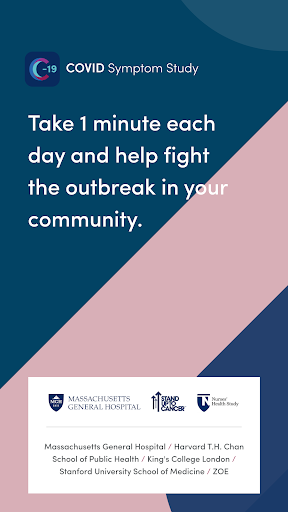 C-19 COVID Symptom Study
Take 1 minute each
day and help fight
the outbreak in your
community.
MGH
1811
MASSACHUSETTS
GENERAL HOSPITAL
STAND
UP TO
CANCER
N
Nurses'
Health Study
Massachusetts General Hospital / Harvard T.H. Chan
School of Public Health / King's College London /
Stanford University School of Medicine / ZOE